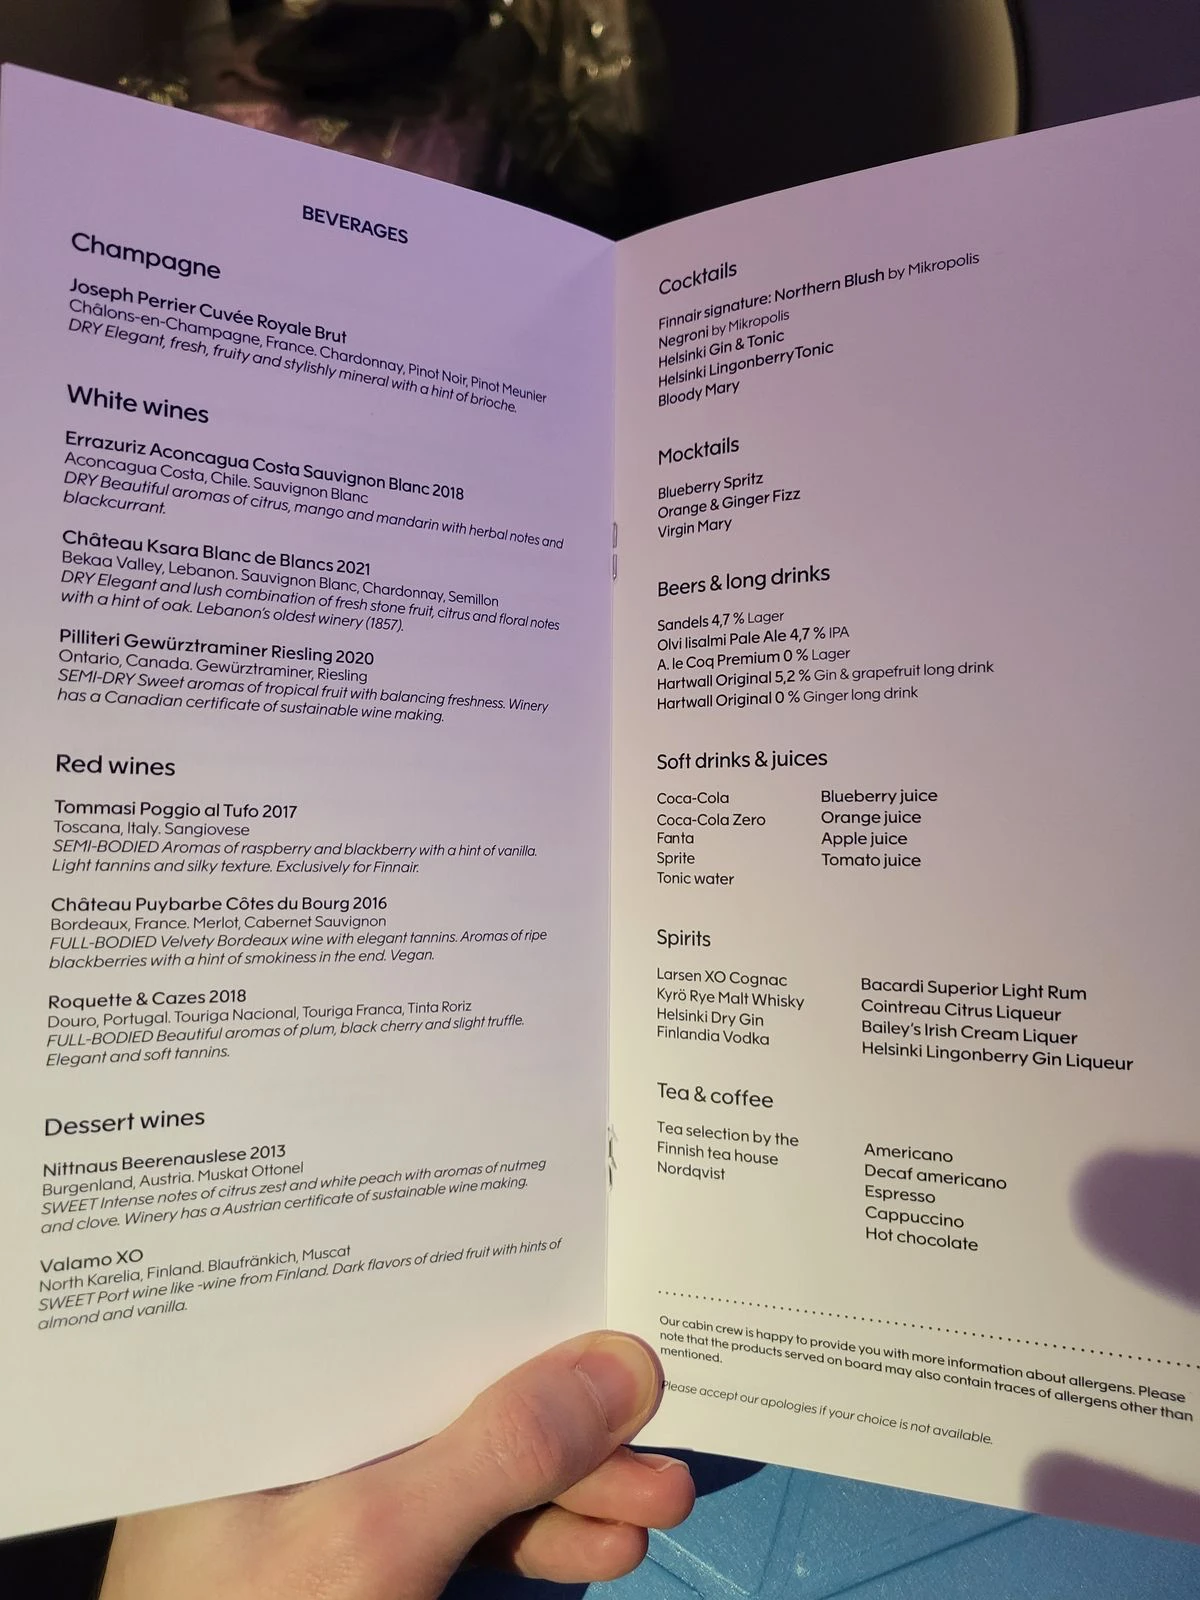 BEVERAGES
Champagne
Joseph Perrier Cuvée Royale Brut
Châlons-en-Champagne, France. Chardonnay, Pinot Noir, Pinot Meunier
DRY Elegant, fresh, fruity and stylishly mineral with a hint of brioche.
White wines
Errazuriz Aconcagua Costa Sauvignon Blanc 2018
Aconcagua Costa, Chile. Sauvignon Blanc
DRY Beautiful aromas of citrus, mango and mandarin with herbal notes and
blackcurrant.
Château Ksara Blanc de Blancs 2021
Bekaa Valley, Lebanon. Sauvignon Blanc, Chardonnay, Semillon
DRY Elegant and lush combination of fresh stone fruit, citrus and floral notes
with a hint of oak. Lebanon's oldest winery (1857).
Pilliteri Gewürztraminer Riesling 2020
Ontario, Canada. Gewürztraminer, Riesling
SEMI-DRY Sweet aromas of tropical fruit with balancing freshness. Winery
has a Canadian certificate of sustainable wine making.
Red wines
Tommasi Poggio al Tufo 2017
Toscana, Italy. Sangiovese
SEMI-BODIED Aromas of raspberry and blackberry with a hint of vanilla.
Light tannins and silky texture. Exclusively for Finnair.
Château Puybarbe Côtes du Bourg 2016
Bordeaux, France. Merlot, Cabernet Sauvignon
FULL-BODIED Velvety Bordeaux wine with elegant tannins. Aromas of ripe
blackberries with a hint of smokiness in the end. Vegan.
Roquette & Cazes 2018
Douro, Portugal. Touriga Nacional, Touriga Franca, Tinta Roriz
FULL-BODIED Beautiful aromas of plum, black cherry and slight truffle.
Elegant and soft tannins.
Dessert wines
Nittnaus Beerenauslese 2013
Burgenland, Austria. Muskat Ottonel
SWEET Intense notes of citrus zest and white peach with aromas of nutmeg
and clove. Winery has a Austrian certificate of sustainable wine making.
Valamo XO
North Karelia, Finland. Blaufränkich, Muscat
SWEET Port wine like -wine from Finland. Dark flavors of dried fruit with hints of
almond and vanilla.
Cocktails
Finnair signature: Northern Blush by Mikropolis
Negroni by Mikropolis
Helsinki Gin & Tonic
Helsinki LingonberryTonic
Bloody Mary
Mocktails
Blueberry Spritz
Orange & Ginger Fizz
Virgin Mary
Beers & long drinks
Sandels 4,7 % Lager
Olvi Iisalmi Pale Ale 4,7 % IPA
A. le Coq Premium 0 % Lager
Hartwall Original 5,2 % Gin & grapefruit long drink
Hartwall Original 0 % Ginger long drink
Soft drinks & juices
Coca-Cola
Coca-Cola Zero
Fanta
Sprite
Tonic water
Blueberry juice
Orange juice
Apple juice
Tomato juice
Spirits
Larsen XO Cognac
Kyrö Rye Malt Whisky
Helsinki Dry Gin
Finlandia Vodka
Bacardi Superior Light Rum
Cointreau Citrus Liqueur
Bailey's Irish Cream Liquer
Helsinki Lingonberry Gin Liqueur
Tea & coffee
Tea selection by the
Finnish tea house
Nordqvist
Americano
Decaf americano
Espresso
Cappuccino
Hot chocolate
Our cabin crew is happy to provide you with more information about allergens. Please
note that the products served on board may also contain traces of allergens other than
mentioned.
Please accept our apologies if your choice is not available.